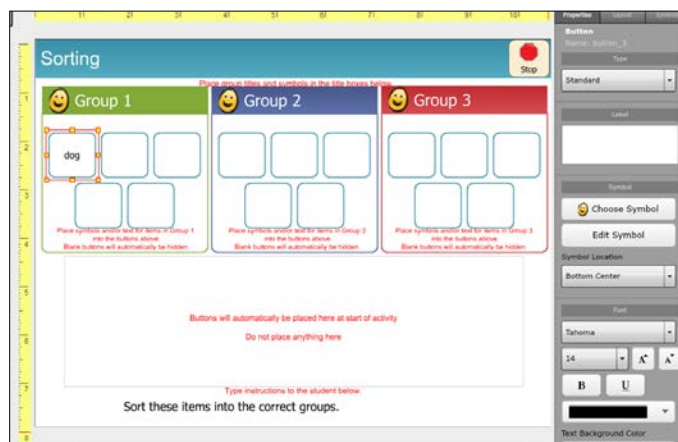 Properties
Button
Name: button_3
Type
Standard
Label
Symbol
Choose Symbol
Edit Symbol
Symbol Location
Bottom Center
Font
Tahoma
14
A
A
B
U
Text Background Color
Sorting
Stop
Place group titles and symbols in the title boxes below.
Group 1
Group 2
Group 3
dog
Place symbols and/or text for items in Group 1
into the buttons above
Blank buttons will automatically be hidden
Place symbols and/or text for items in Group 2
into the buttons above
Blank buttons will automatically be hidden
Place symbols and/or text for items in Group 3
into the buttons above
Blank buttons will automatically be hidden
Buttons will automatically be placed here at start of activity
Do not place anything here
Type instructions to the student below.
Sort these items into the correct groups.